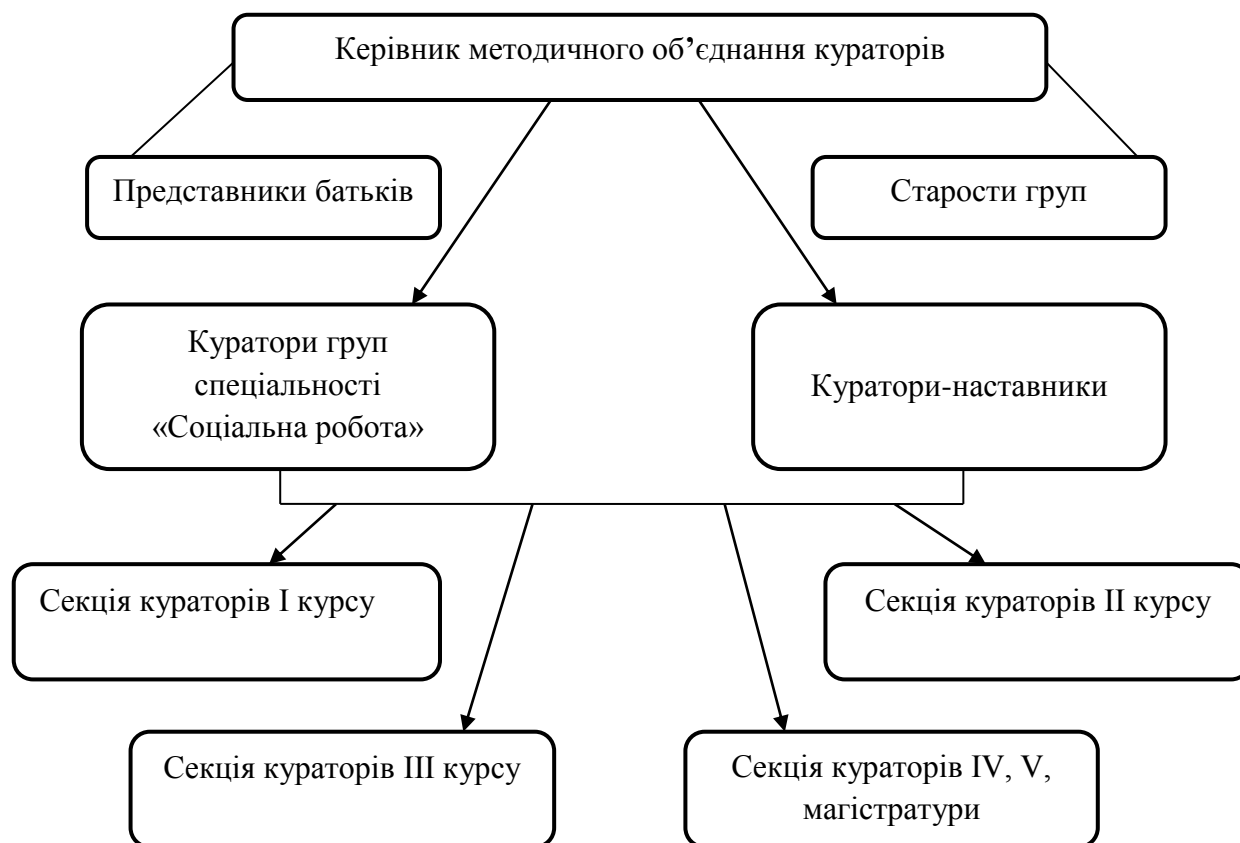 Керівник методичного об’єднання кураторів
Представники батьків
Старости груп
Куратори груп
спеціальності
«Соціальна робота»
Куратори-наставники
Секція кураторів І курсу
Секція кураторів ІІ курсу
Секція кураторів ІІІ курсу
Секція кураторів IV, V,
магістратури